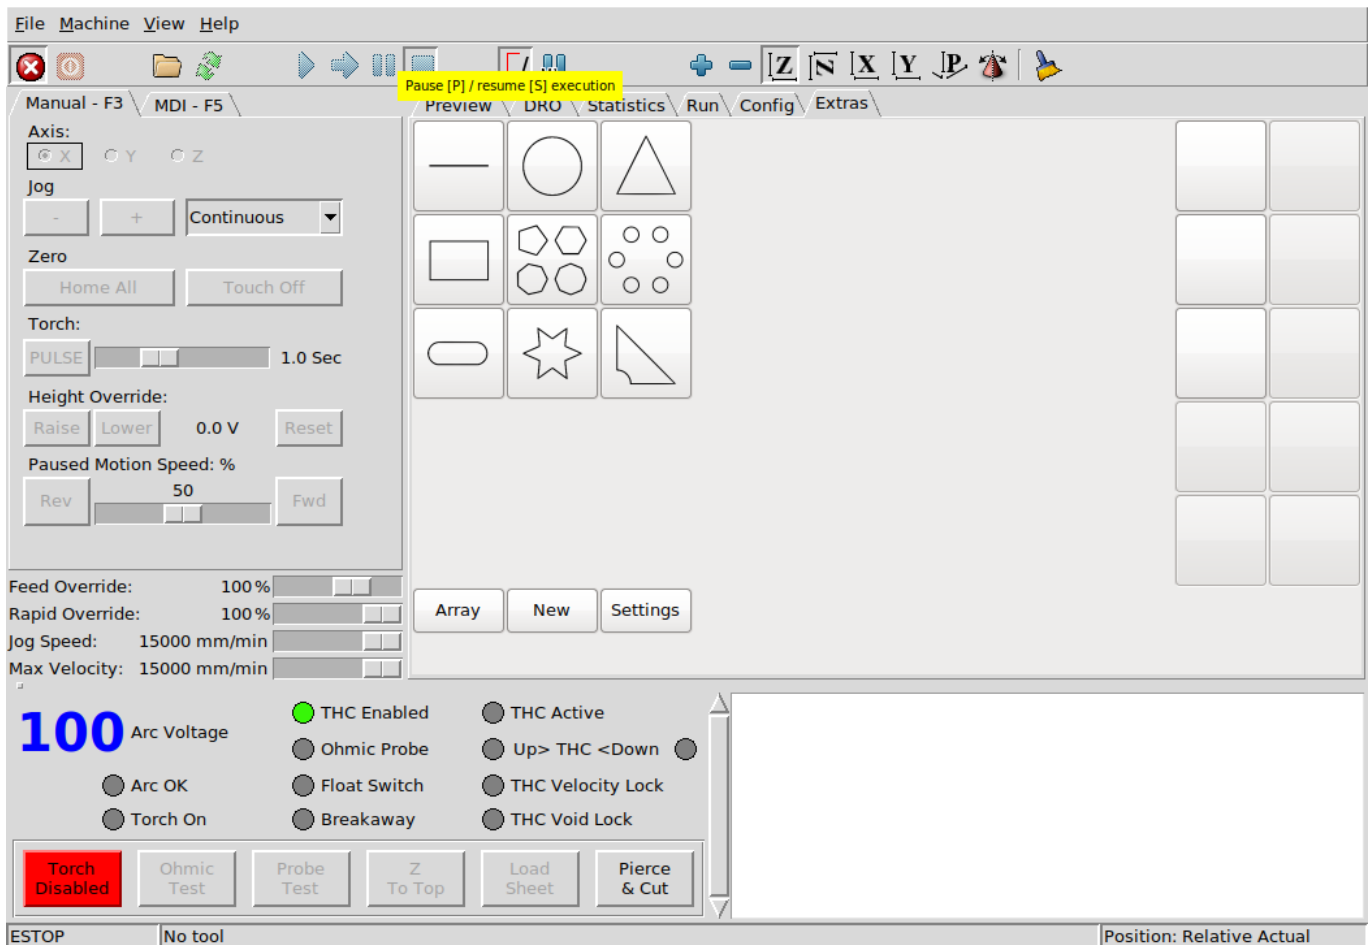 File Machine View Help
Z N X Y P
Pause [P] / resume [S] execution
Manual - F3 MDI - F5
Preview DRO Statistics Run Config Extras
Axis:
X Y Z
Jog
- + Continuous
Zero
Home All Touch Off
Torch:
PULSE 1.0 Sec
Height Override:
Raise Lower 0.0 V Reset
Paused Motion Speed: %
50
Rev Fwd
Feed Override: 100%
Rapid Override: 100%
Jog Speed: 15000 mm/min
Max Velocity: 15000 mm/min
Array New Settings
100 Arc Voltage
Arc OK
Torch On
THC Enabled
Ohmic Probe
Float Switch
Breakaway
THC Active
Up> THC <Down
THC Velocity Lock
THC Void Lock
Torch
Disabled
Ohmic
Test
Probe
Test
Z
To Top
Load
Sheet
Pierce
& Cut
ESTOP No tool Position: Relative Actual